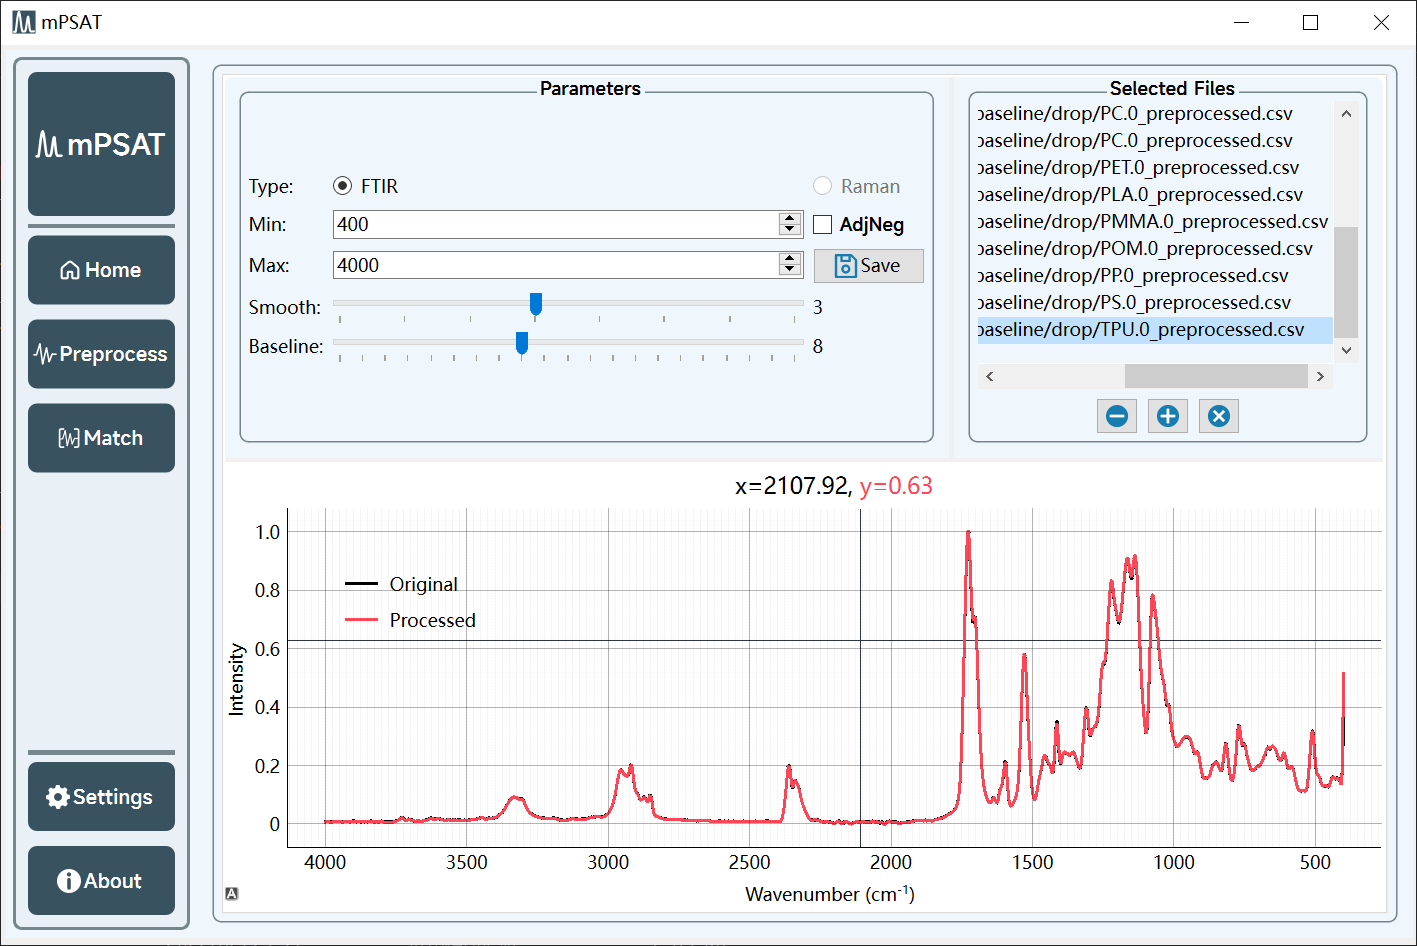 mPSAT
mPSAT
Home
Preprocess
Match
Settings
About
Parameters
Type:
FTIR
Raman
Min:
400
AdjNeg
Max:
4000
Save
Smooth:
3
Baseline:
8
Selected Files
baseline/drop/PC.0_preprocessed.csv
baseline/drop/PC.0_preprocessed.csv
baseline/drop/PET.0_preprocessed.csv
baseline/drop/PLA.0_preprocessed.csv
baseline/drop/PMMA.0_preprocessed.csv
baseline/drop/POM.0_preprocessed.csv
baseline/drop/PP.0_preprocessed.csv
baseline/drop/PS.0_preprocessed.csv
baseline/drop/TPU.0_preprocessed.csv
x=2107.92, y=0.63
1.0
0.8
0.6
0.4
0.2
0
Intensity
Original
Processed
4000 3500 3000 2500 2000 1500 1000 500
Wavenumber (cm⁻¹)
A